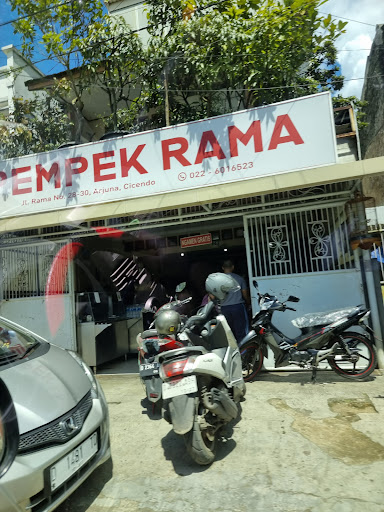 PEMPEK RAMA
022 - 6016523
Jl. Rama No. 28-30, Arjuna, Cicendo